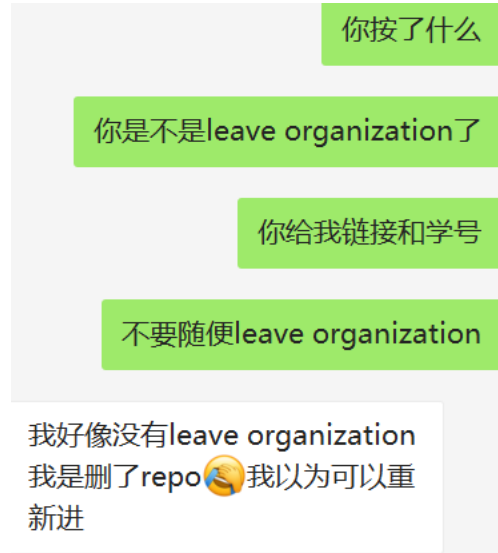 你按了什么
你是不是leave organization了
你给我链接和学号
不要随便leave organization
我好像没有leave organization
我是删了repo🤦我以为可以重
新进